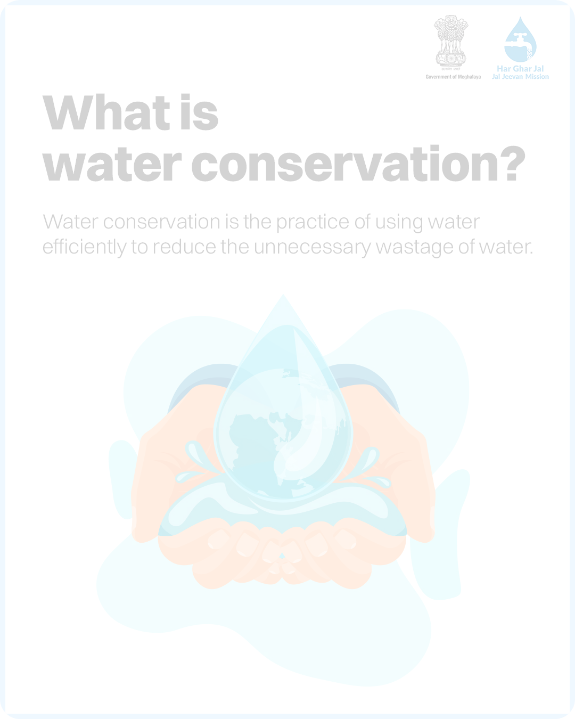 Government of Meghalaya
Har Ghar Jal
Jal Jeevan Mission
What is
water conservation?
Water conservation is the practice of using water
efficiently to reduce the unnecessary wastage of water.